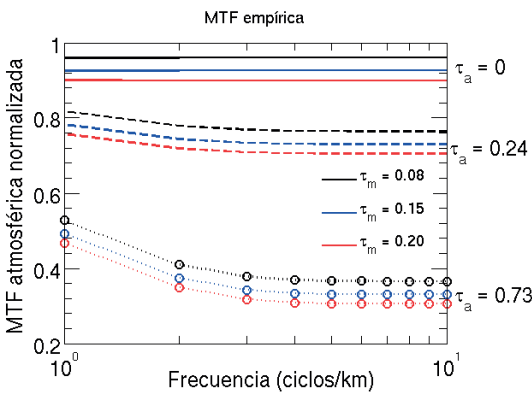 MTF empírica
MTF atmosférica normalizada
1
0.8
0.6
0.4
0.2
τa = 0
τa = 0.24
τm = 0.08
τm = 0.15
τm = 0.20
τa = 0.73
10^0
10^1
Frecuencia (ciclos/km)